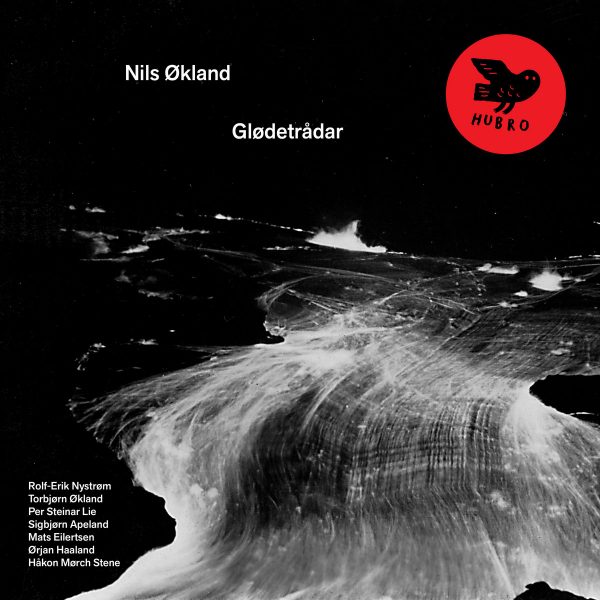 Nils Økland
Glødetrådar
HUBRO
Rolf-Erik Nystrøm
Torbjørn Økland
Per Steinar Lie
Sigbjørn Apeland
Mats Eilertsen
Ørjan Haaland
Håkon Mørch Stene